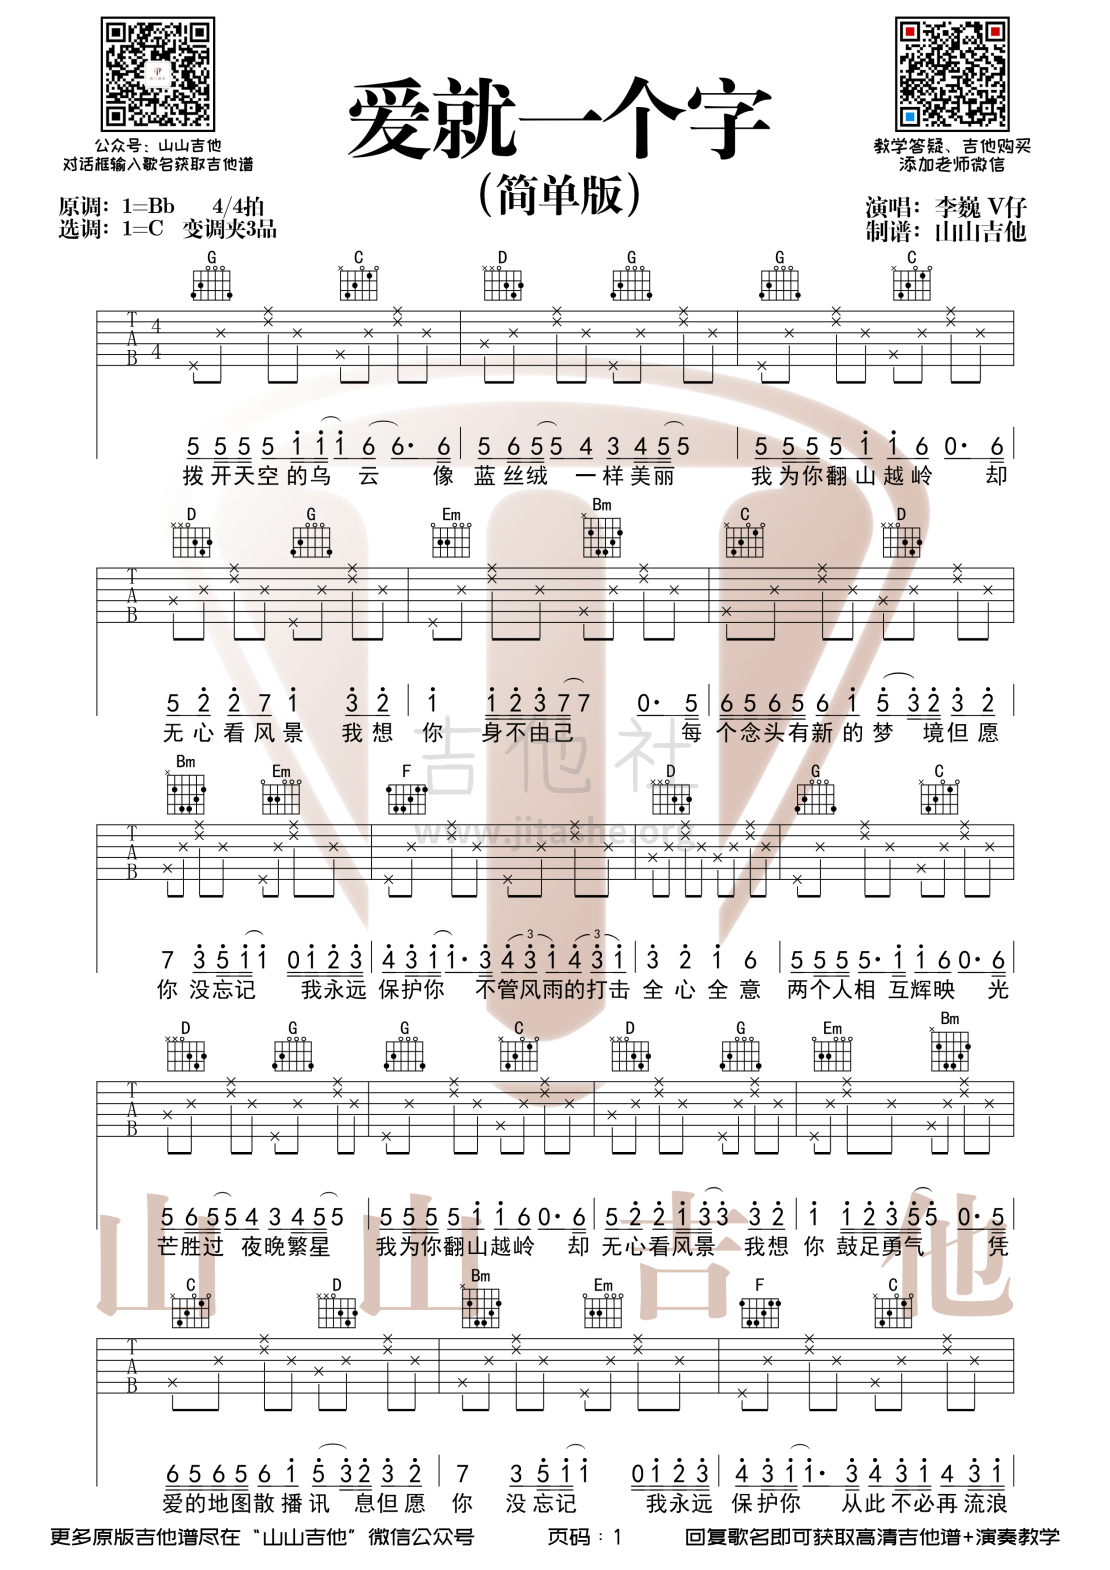 爱就一个字
（简单版）
公众号：山山吉他
对话框输入歌名获取吉他谱
教学答疑、吉他购买
添加老师微信
原调：1=Bb 4/4拍
选调：1=C 变调夹3品
演唱：李巍 V仔
制谱：山山吉他
G C D G G C
T A B 4 4
5 5 5 5 1 1 1 6 6· 6 5 6 5 5 4 3 4 5 5 5 5 5 5 1 1 6 0· 6
拨开天空的乌云 像蓝丝绒 一样美丽 我为你翻山越岭 却
D G Em Bm C D
T A B
5 2 2 7 1 3 2 1 1 2 3 7 7 0· 5 6 5 6 5 6 1 5 3 2 3 2
无心看风景 我想你 身不由己 每个念头有新的梦境但愿
Bm Em F D G C
T A B
7 3 5 1 1 0 1 2 3 4 3 1 1· 3 4 3 1 4 3 1 3 2 1 6 5 5 5 5· 1 1 6 0· 6
3 3
你没忘记 我永远保护你 不管风雨的打击 全心全意 两个人相互辉映 光
D G G C D G Em Bm
T A B
5 6 5 5 4 3 4 5 5 5 5 5 5 1 1 6 0· 6 5 2 2 1 3 3 3 2 1 1 2 3 5 5 0· 5
芒胜过 夜晚繁星 我为你翻山越岭 却无心看风景 我想你 鼓足勇气 凭
C D Bm Em F C
T A B
6 5 6 5 6 1 5 3 2 3 2 7 3 5 1 1 0 1 2 3 4 3 1 1· 3 4 3 1 4 3 1
爱的地图散播讯息但愿你 没忘记 我永远保护你 从此不必再流浪
更多原版吉他谱尽在“山山吉他”微信公众号 页码：1 回复歌名即可获取高清吉他谱+演奏教学
吉他社
www.jitashe.org
山山吉他